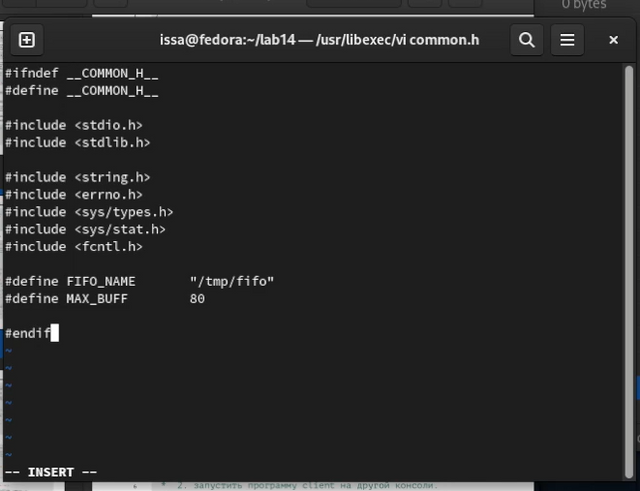 0 bytes
issa@fedora:~/lab14 — /usr/libexec/vi common.h
#ifndef __COMMON_H__
#define __COMMON_H__
#include <stdio.h>
#include <stdlib.h>
#include <string.h>
#include <errno.h>
#include <sys/types.h>
#include <sys/stat.h>
#include <fcntl.h>
#define FIFO_NAME "/tmp/fifo"
#define MAX_BUFF 80
#endif
~
~
~
~
~
~
~
-- INSERT --
* 2. запустить программу client на другой консоли.